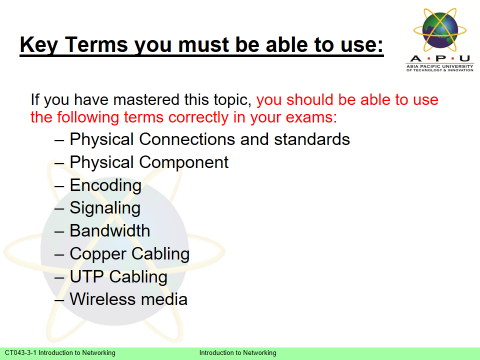 Key Terms you must be able to use:
A • P • U
ASIA PACIFIC UNIVERSITY
OF TECHNOLOGY & INNOVATION
If you have mastered this topic, you should be able to use
the following terms correctly in your exams:
– Physical Connections and standards
– Physical Component
– Encoding
– Signaling
– Bandwidth
– Copper Cabling
– UTP Cabling
– Wireless media
CT043-3-1 Introduction to Networking
Introduction to Networking